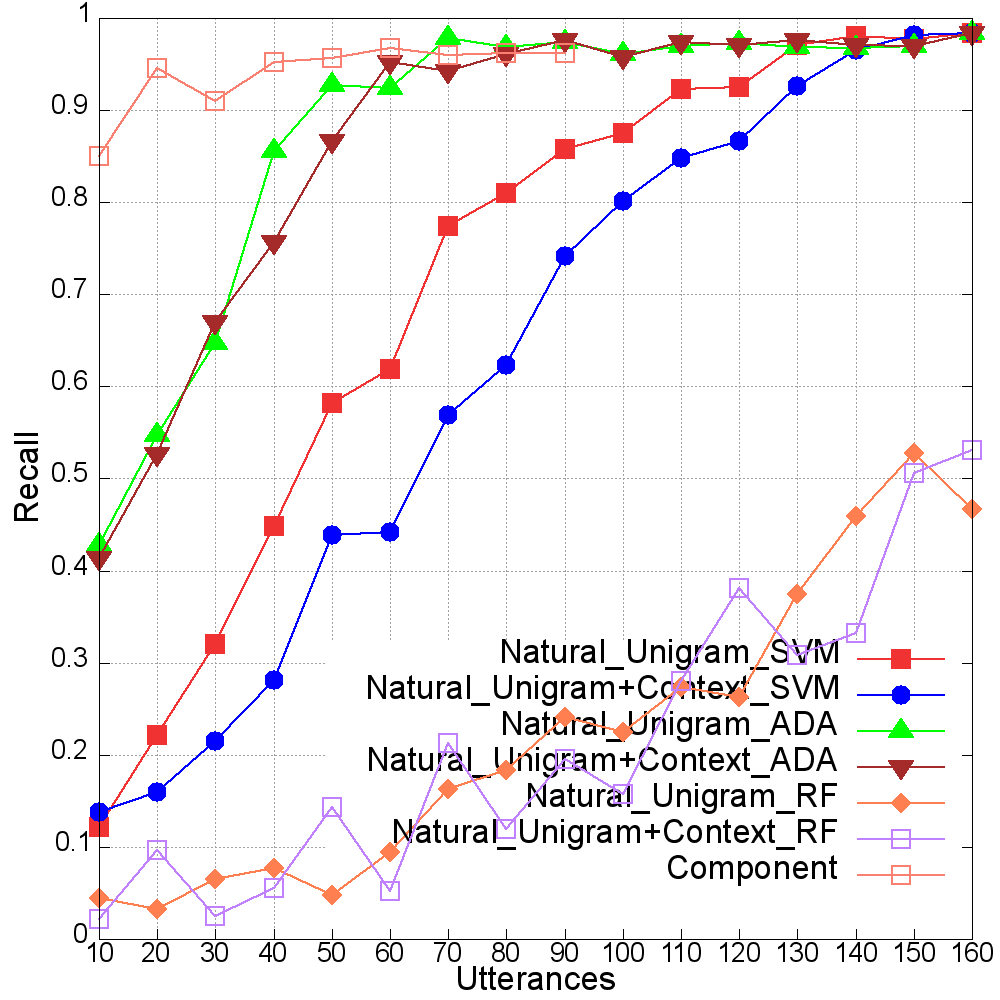 1
0.9
0.8
0.7
0.6
0.5
0.4
0.3
0.2
0.1
0
Recall
Natural_Unigram_SVM
Natural_Unigram+Context_SVM
Natural_Unigram_ADA
Natural_Unigram+Context_ADA
Natural_Unigram_RF
Natural_Unigram+Context_RF
Component
10 20 30 40 50 60 70 80 90 100 110 120 130 140 150 160
Utterances